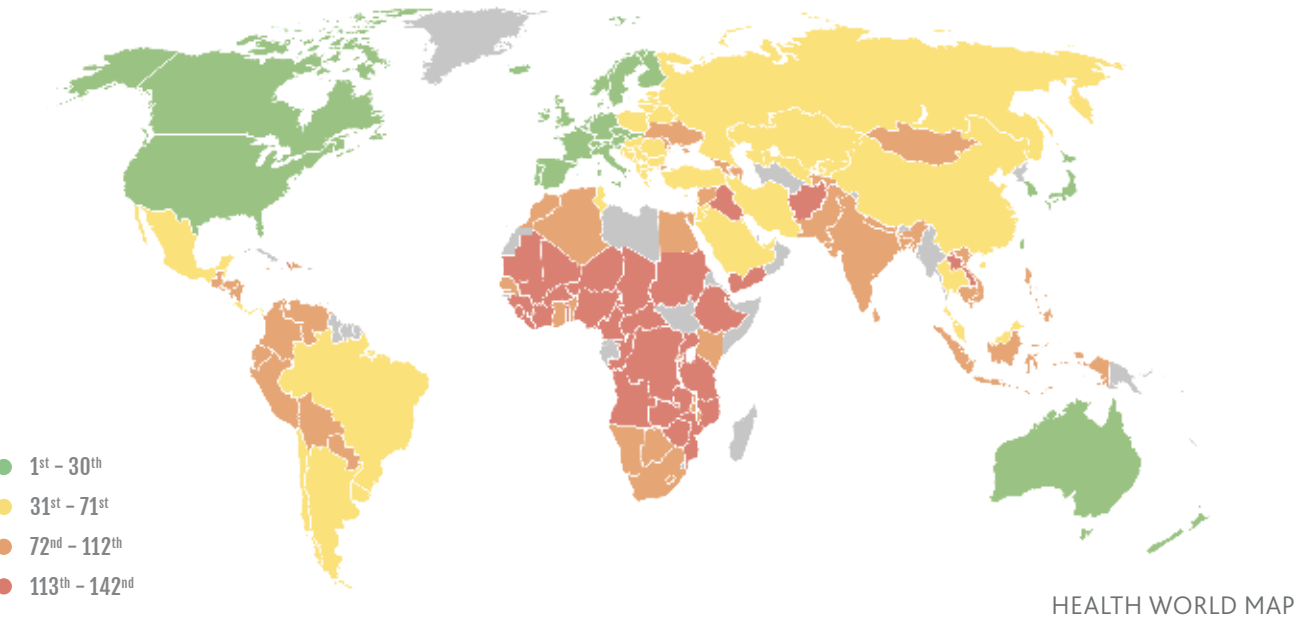 1st – 30th
31st – 71st
72nd – 112th
113th – 142nd
HEALTH WORLD MAP